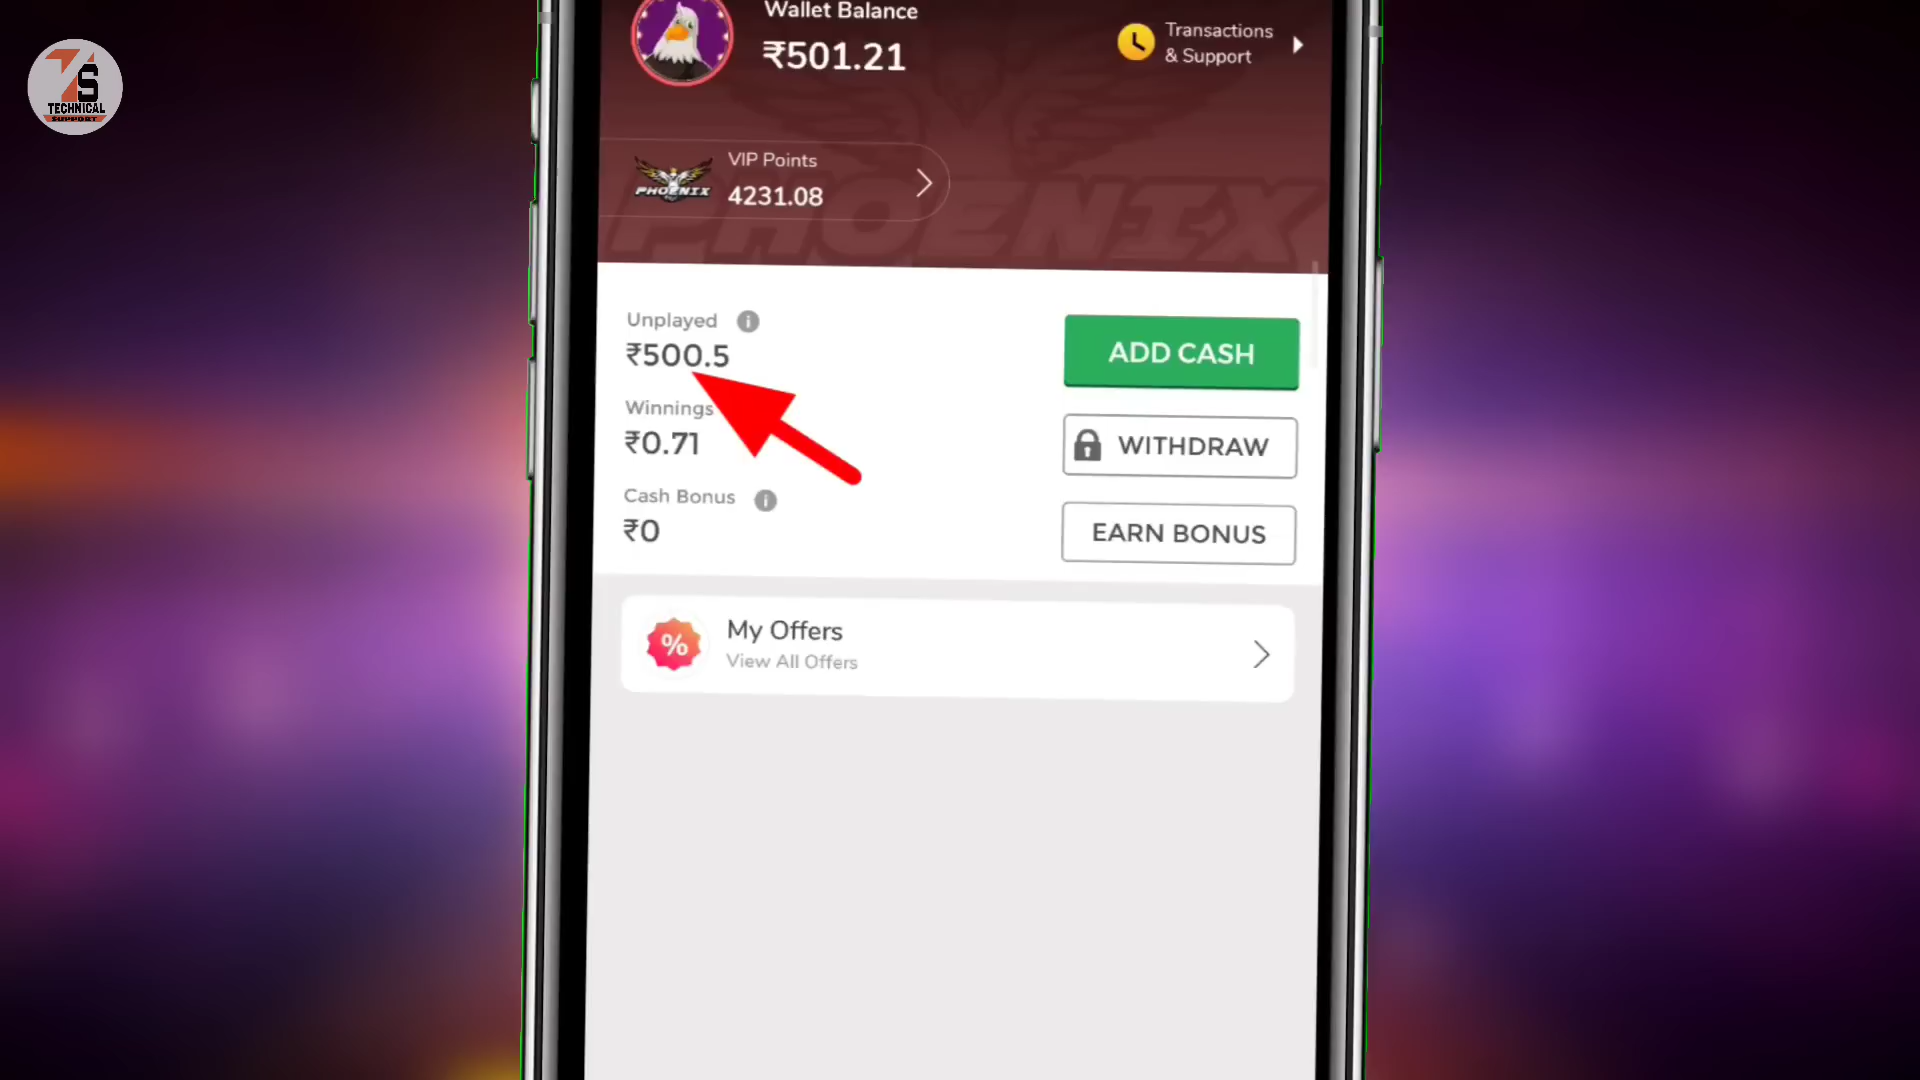 Wallet Balance
₹501.21
Transactions
& Support
7S
TECHNICAL
SUPPORT
VIP Points
4231.08
PHOENIX
PHOENIX
Unplayed
₹500.5
ADD CASH
Winnings
₹0.71
WITHDRAW
Cash Bonus
₹0
EARN BONUS
%
My Offers
View All Offers